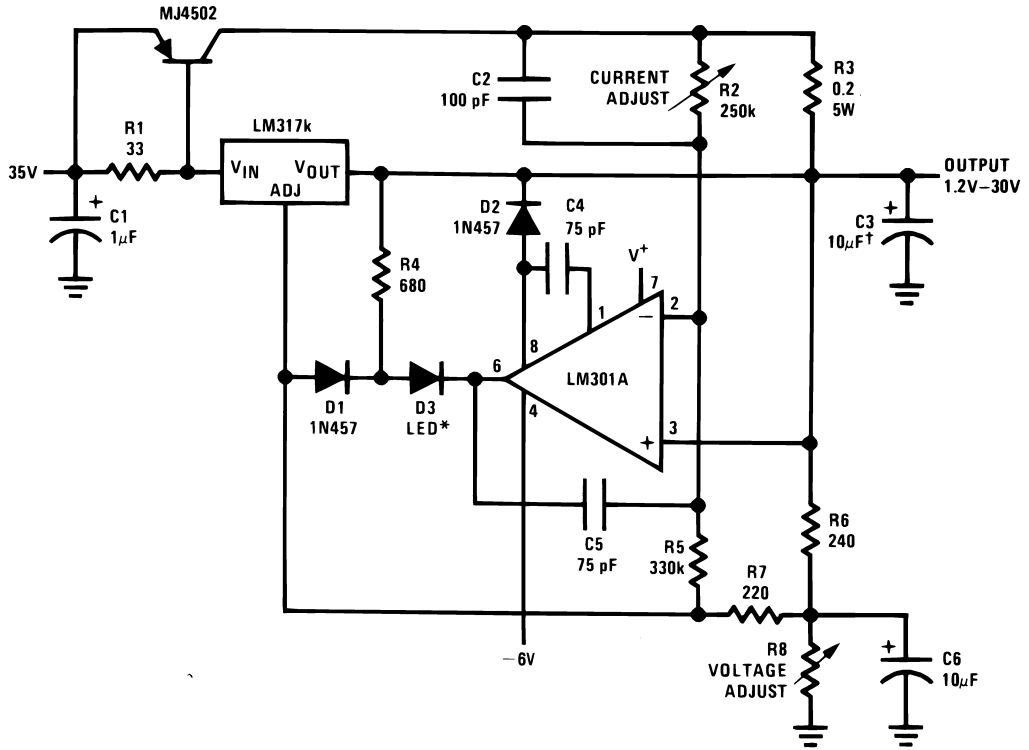 MJ4502
R1
33
LM317k
VIN
VOUT
ADJ
35V
+
C1
1μF
C2
100 pF
CURRENT
ADJUST
R2
250k
R3
0.2
5W
OUTPUT
1.2V–30V
+
C3
10μF†
D2
1N457
C4
75 pF
R4
680
V+
7
1
2
−
8
6
LM301A
4
3
+
D1
1N457
D3
LED*
C5
75 pF
R5
330k
R6
240
R7
220
−6V
R8
VOLTAGE
ADJUST
+
C6
10μF